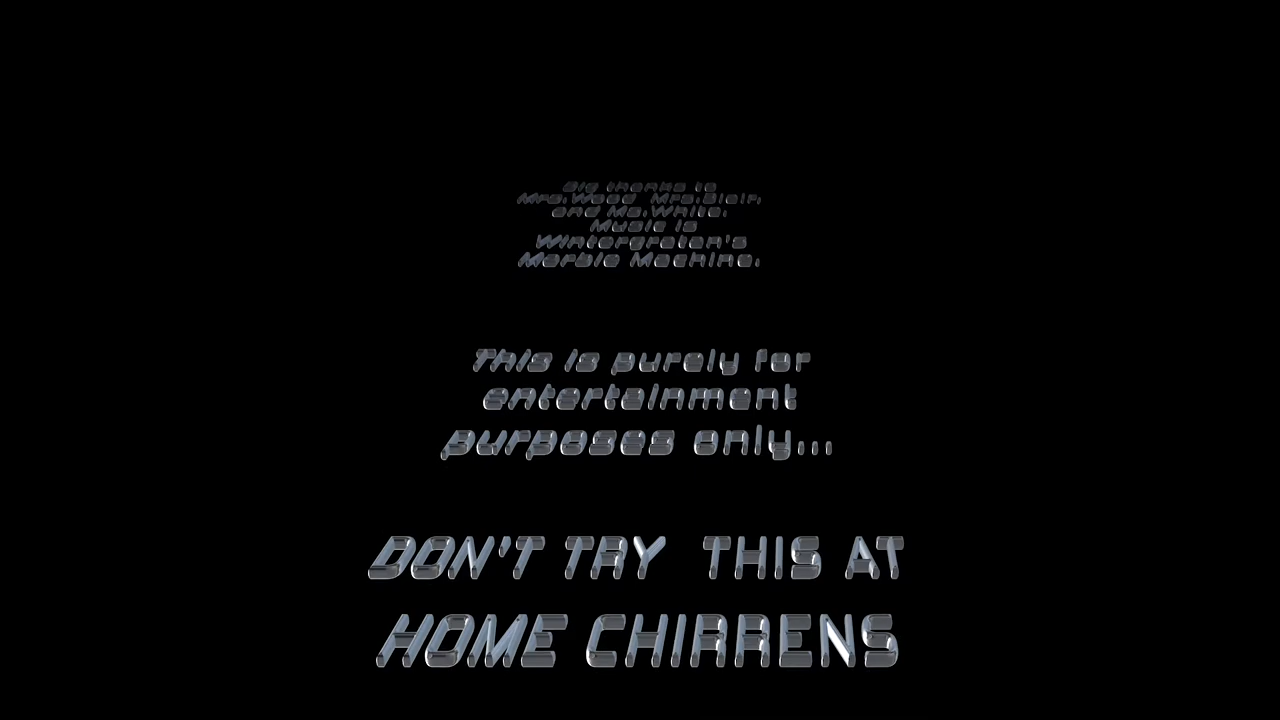 Big thanks to
Mrs.Wood Mrs.Blair,
and Ms.White.
Music is
Wintergratan's
Marble Machine.
This is purely for
entertainment
purposes only...
DON'T TRY THIS AT
HOME CHIRRENS